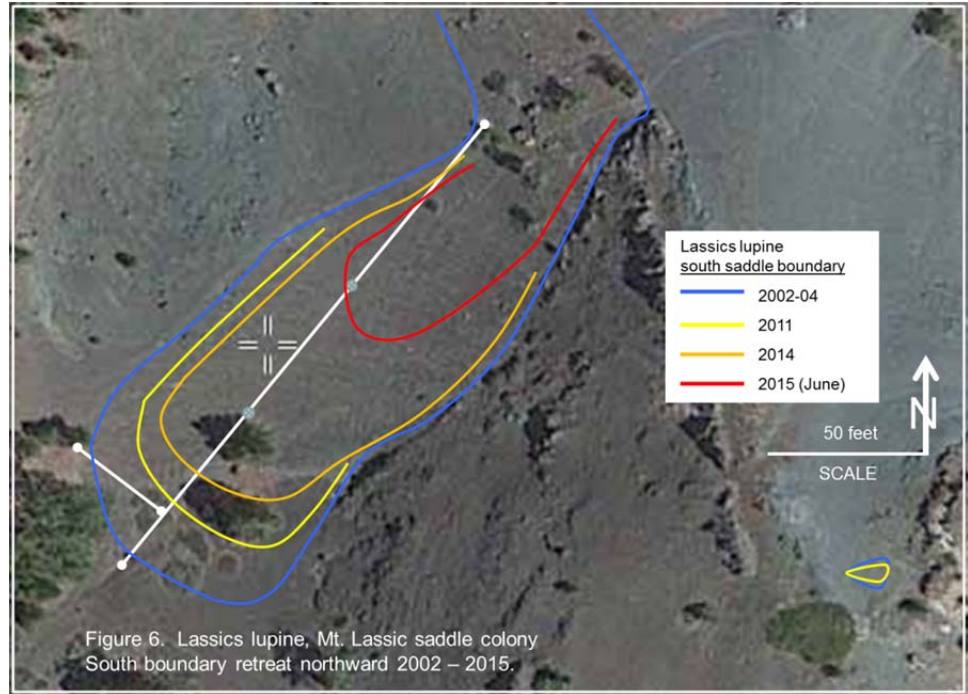 Lassics lupine
south saddle boundary
2002-04
2011
2014
2015 (June)
N
50 feet
SCALE
Figure 6. Lassics lupine, Mt. Lassic saddle colony
South boundary retreat northward 2002 – 2015.